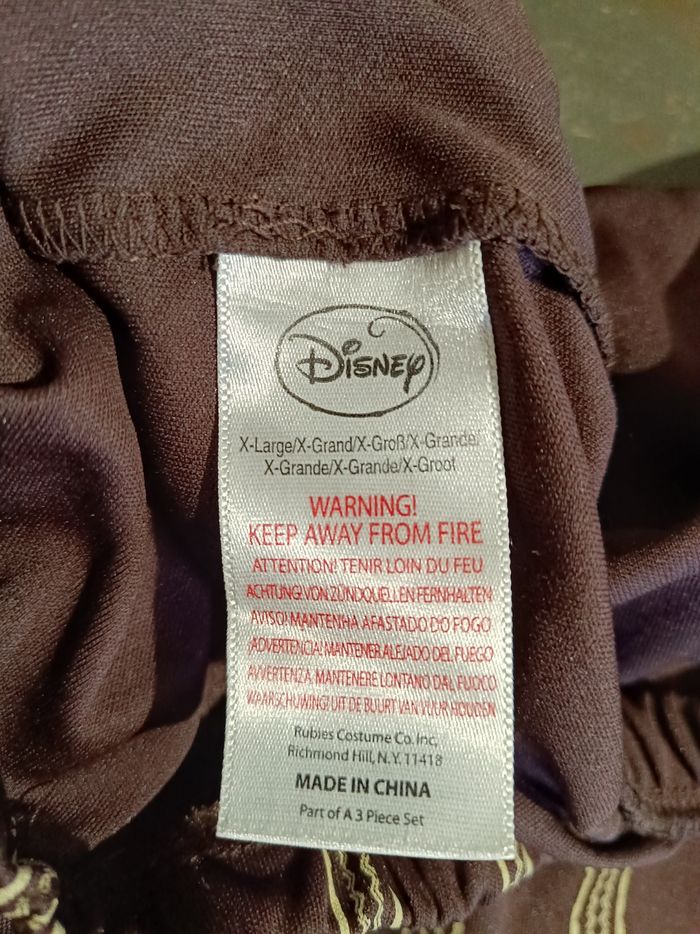 Disney
X-Large/X-Grand/X-Groß/X-Grande/
X-Grande/X-Grande/X-Groot
WARNING!
KEEP AWAY FROM FIRE
ATTENTION! TENIR LOIN DU FEU
ACHTUNG! VON ZÜNDQUELLEN FERNHALTEN
AVISO! MANTENHA AFASTADO DO FOGO
¡ADVERTENCIA! MANTENER ALEJADO DEL FUEGO
AVVERTENZA: MANTENERE LONTANO DAL FUOCO
WAARSCHUWING! UIT DE BUURT VAN VUUR HOUDEN
Rubies Costume Co. Inc,
Richmond Hill, N.Y. 11418
MADE IN CHINA
Part of A 3 Piece Set